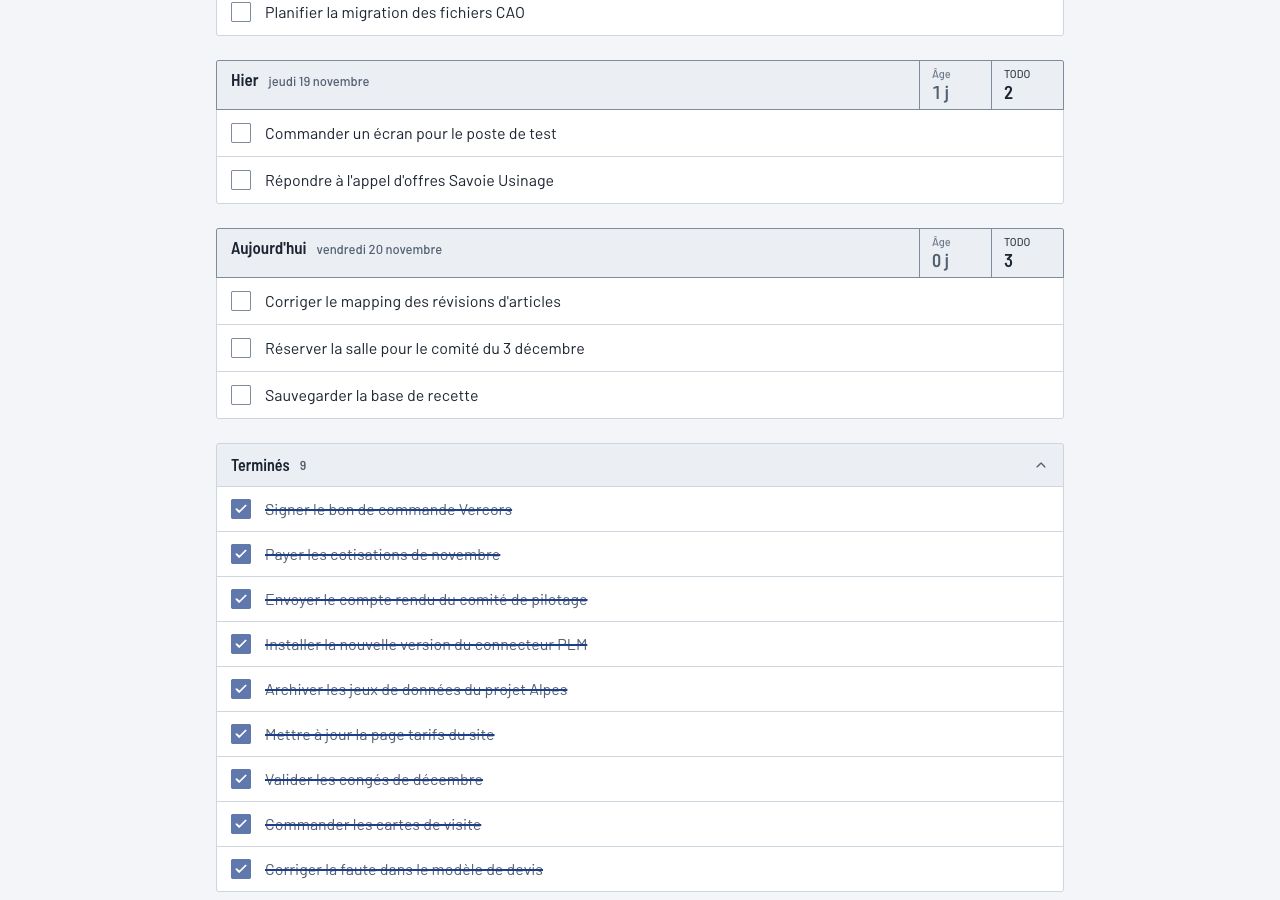 Planifier la migration des fichiers CAO
Hier jeudi 19 novembre Âge 1 j TODO 2
Commander un écran pour le poste de test
Répondre à l'appel d'offres Savoie Usinage
Aujourd'hui vendredi 20 novembre Âge 0 j TODO 3
Corriger le mapping des révisions d'articles
Réserver la salle pour le comité du 3 décembre
Sauvegarder la base de recette
Terminés 9
Signer le bon de commande Vercors
Payer les cotisations de novembre
Envoyer le compte rendu du comité de pilotage
Installer la nouvelle version du connecteur PLM
Archiver les jeux de données du projet Alpes
Mettre à jour la page tarifs du site
Valider les congés de décembre
Commander les cartes de visite
Corriger la faute dans le modèle de devis